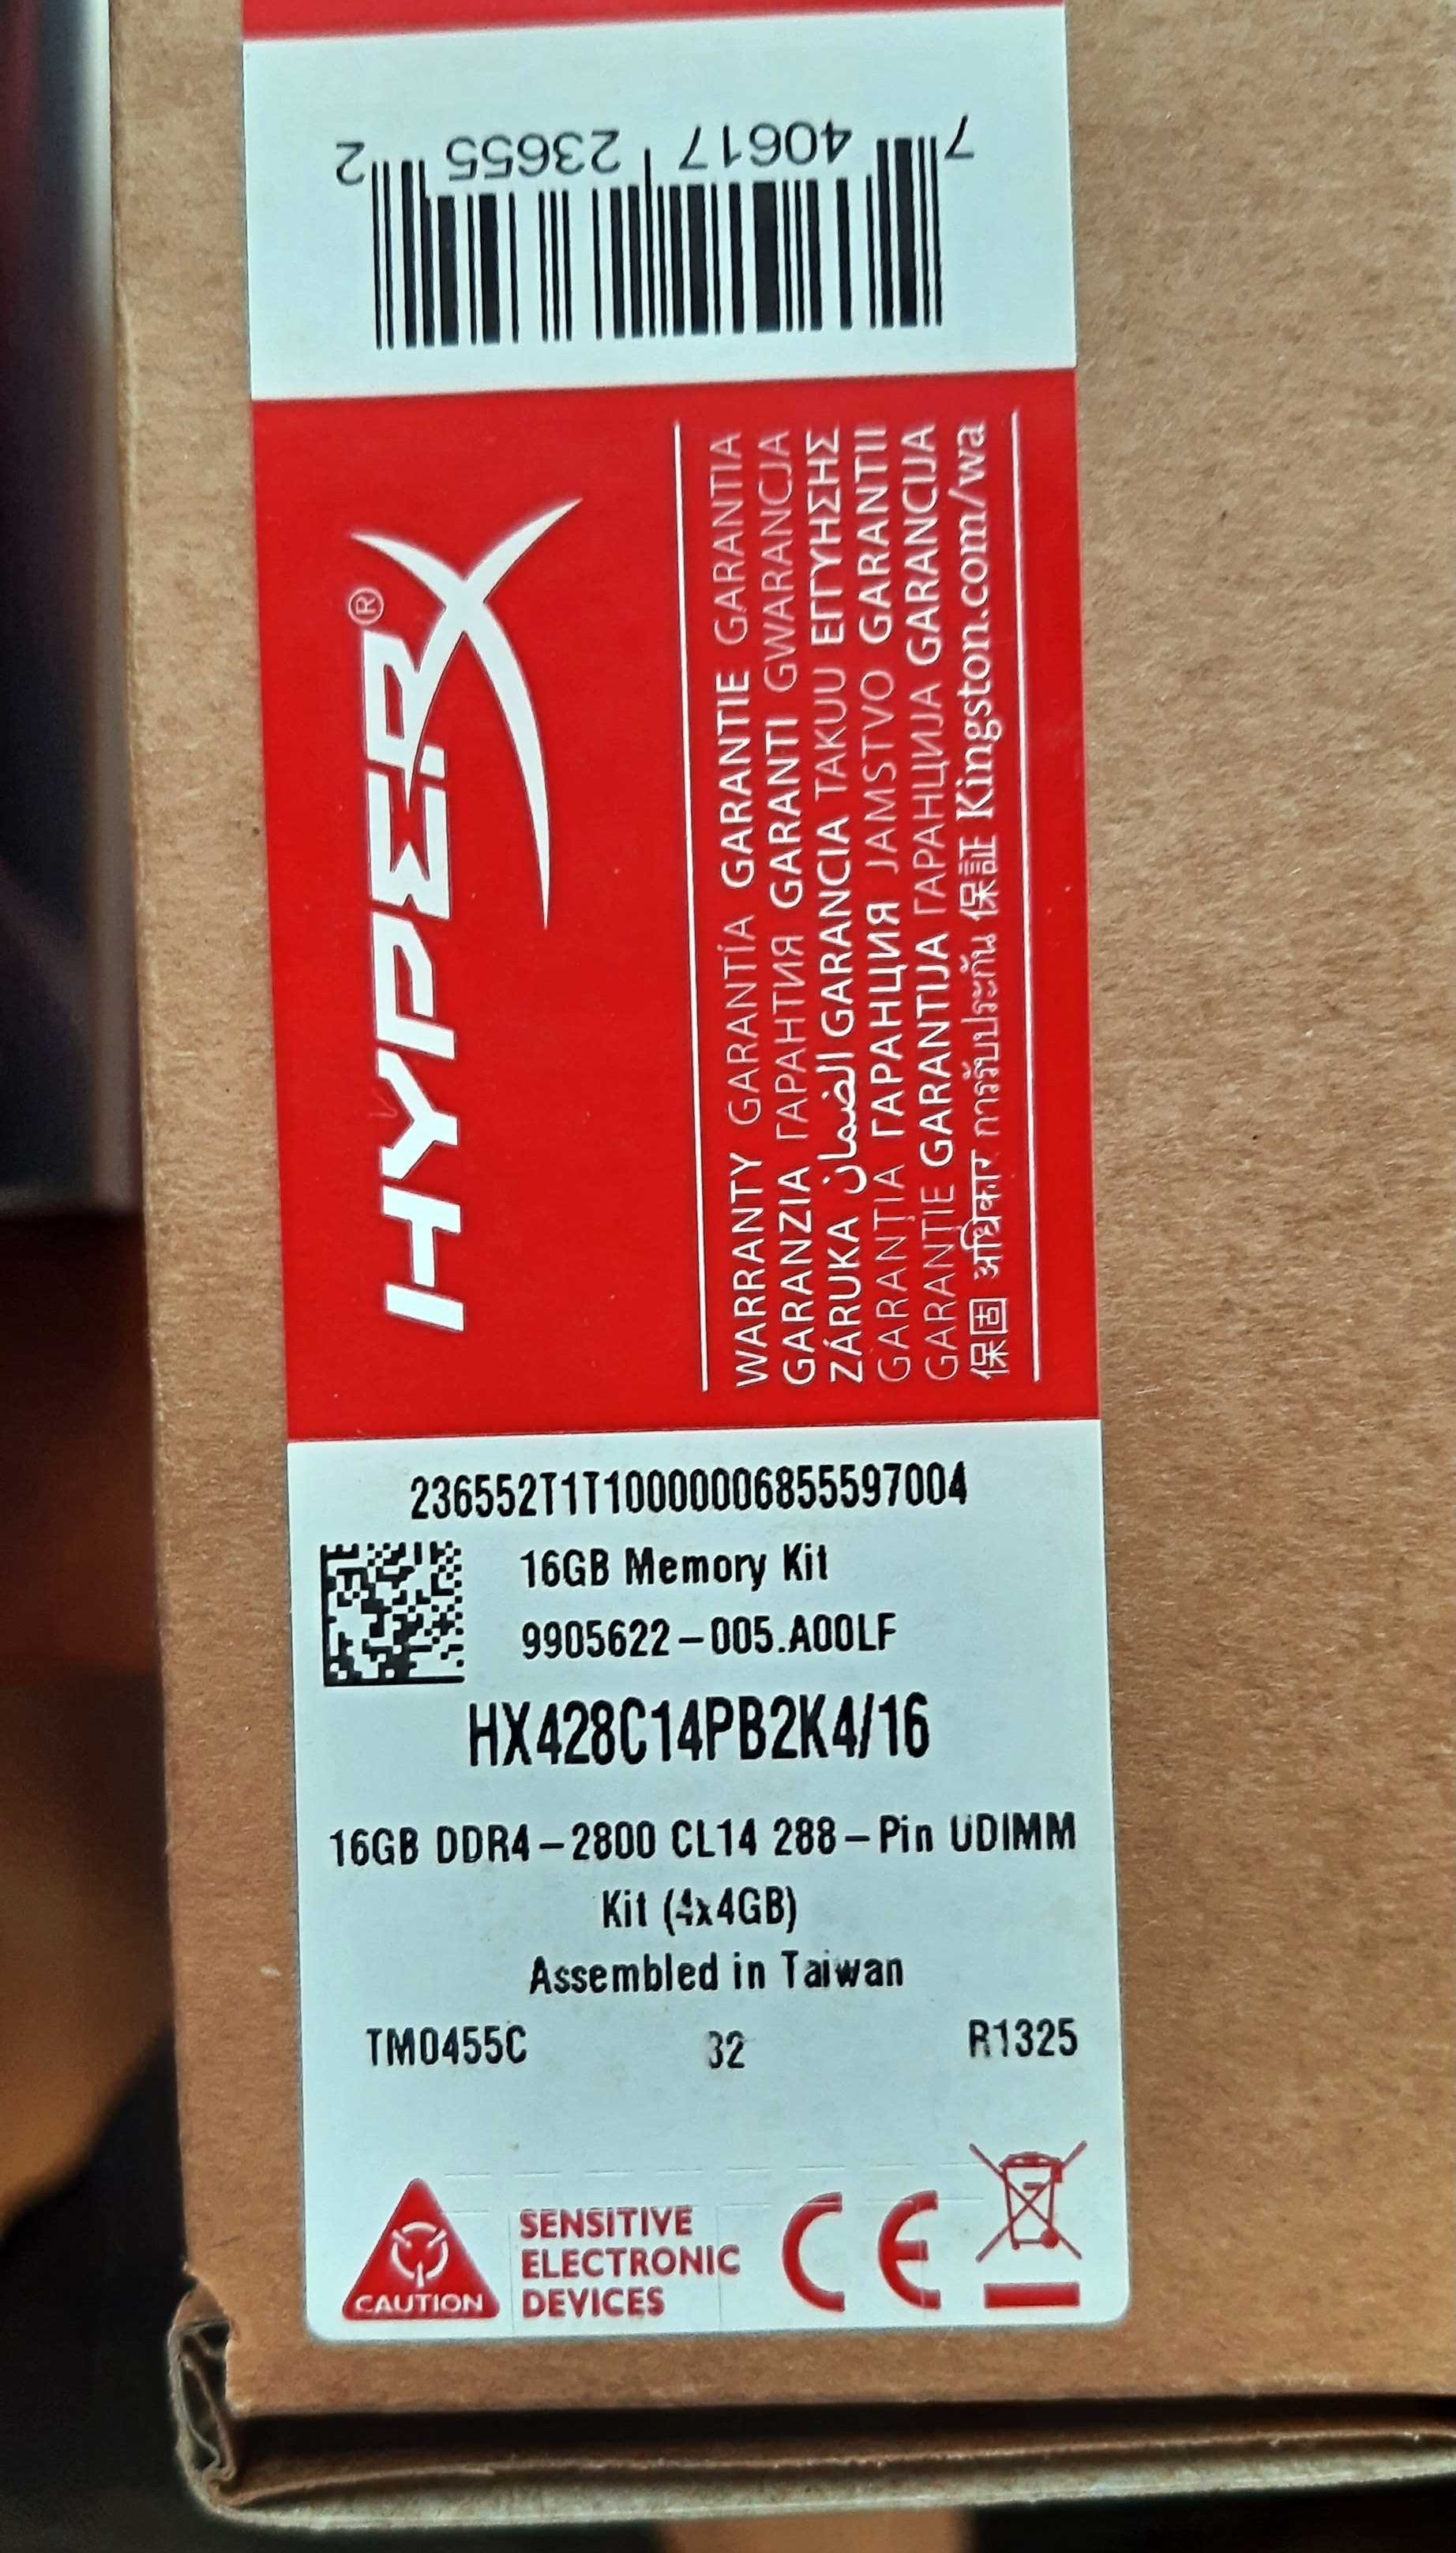 7 40617 23655 2
HYPERX®
WARRANTY GARANTÍA GARANTIE GARANTIA
GARANZIA ГАРАНТИЯ GARANTI GWARANCJA
ZÁRUKA الضمان GARANCIA TAKUU ΕΓΓΥΗΣΗΣ
GARANȚIA ГАРАНЦИЯ JAMSTVO GARANTII
GARANTIE GARANTIJA ГАРАНЦИЈА GARANCIJA
保固 अधिकार การรับประกัน 保証 Kingston.com/wa
236552T1T10000006855597004
16GB Memory Kit
9905622-005.A00LF
HX428C14PB2K4/16
16GB DDR4-2800 CL14 288-Pin UDIMM
Kit (4x4GB)
Assembled in Taiwan
TM0455C 32 R1325
CAUTION
SENSITIVE
ELECTRONIC
DEVICES
CE